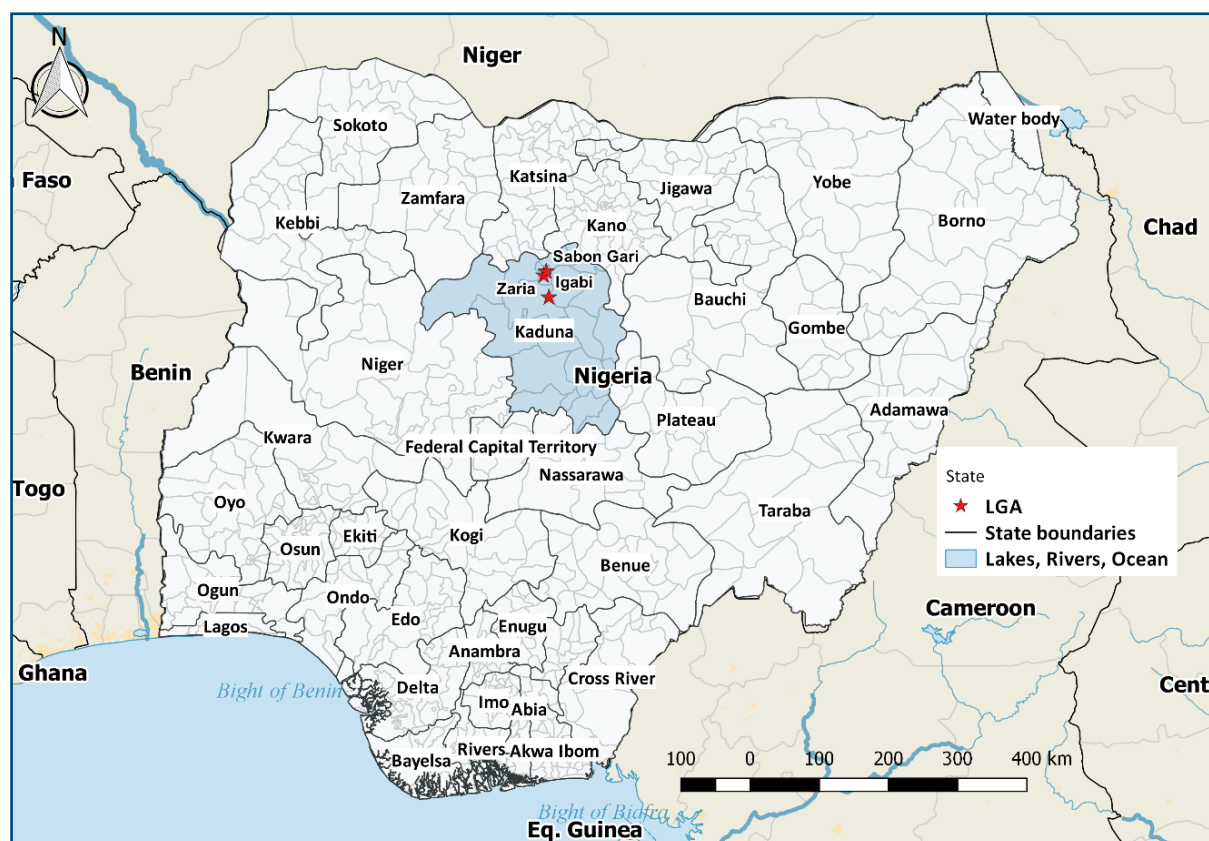 N
Niger
Sokoto
Water body
Faso
Katsina
Jigawa
Yobe
Zamfara
Kebbi
Kano
Borno
Chad
Sabon Gari
Zaria
Igabi
Bauchi
Kaduna
Gombe
Niger
Benin
Nigeria
Adamawa
Plateau
Kwara
Federal Capital Territory
Nassarawa
Togo
Oyo
Taraba
Ekiti
Kogi
Osun
Benue
Ogun
Ondo
Edo
Lagos
Enugu
Anambra
Ghana
Bight of Benin
Delta
Cross River
Imo
Abia
Rivers
Akwa Ibom
Bayelsa
State
LGA
State boundaries
Lakes, Rivers, Ocean
Cameroon
Cent
100 0 100 200 300 400 km
Bight of Biafra
Eq. Guinea